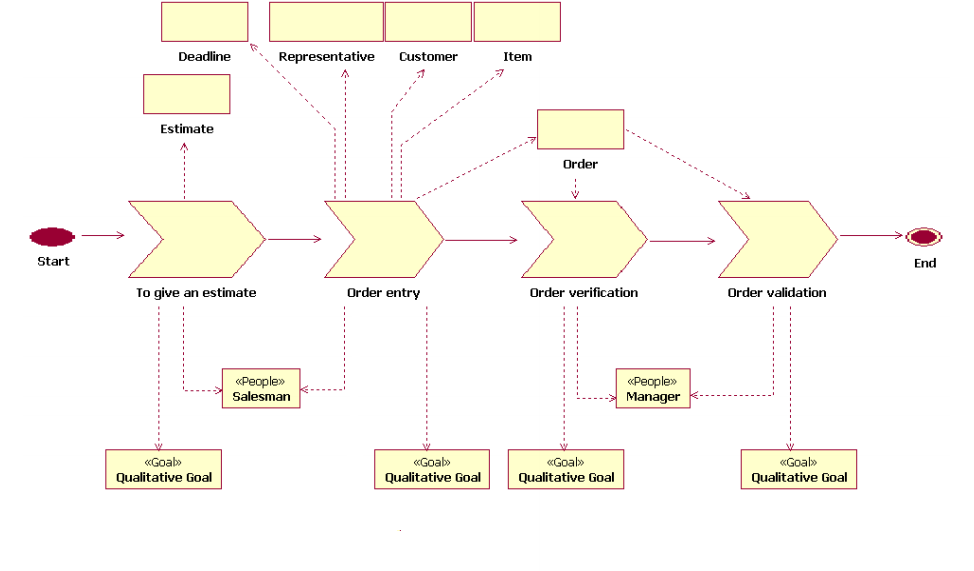 Deadline
Representative
Customer
Item
Estimate
Order
Start
End
To give an estimate
Order entry
Order verification
Order validation
«People»
Salesman
«People»
Manager
«Goal»
Qualitative Goal
«Goal»
Qualitative Goal
«Goal»
Qualitative Goal
«Goal»
Qualitative Goal